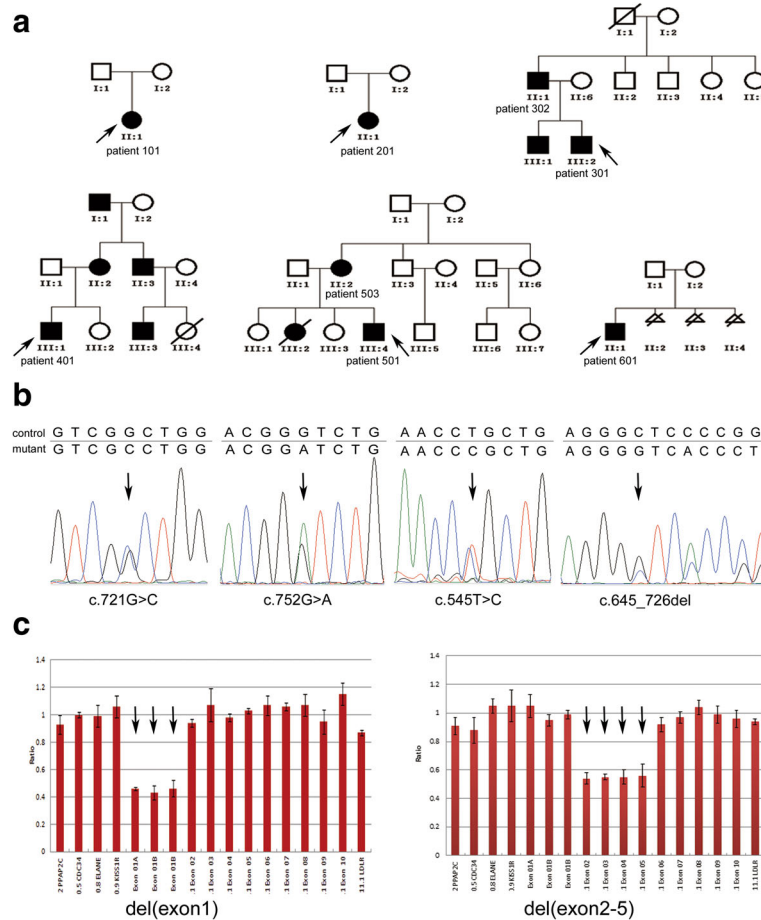 a
I:1 I:2
II:1
patient 101
I:1 I:2
II:1
patient 201
I:1 I:2
II:1 II:6 II:2 II:3 II:4
patient 302
III:1 III:2
patient 301
I:1 I:2
II:1 II:2 II:3 II:4
III:1 III:2 III:3 III:4
patient 401
I:1 I:2
II:1 II:2 II:3 II:4 II:5 II:6
patient 503
III:1 III:2 III:3 III:4 III:5 III:6 III:7
patient 501
I:1 I:2
II:1 II:2 II:3 II:4
patient 601
b
control G T C G G C T G G A C G G G T C T G A A C C T G C T G A G G G C T C C C C G G
mutant G T C G C C T G G A C G G A T C T G A A C C C G C T G A G G G G T C A C C C T
c.721G>C c.752G>A c.545T>C c.645_726del
c
1.4
1.2
1
0.8
0.6
0.4
0.2
0
Ratio
2 PPAP2C
0.5 CDC34
0.8 ELANE
0.9 KISS1R
Exon 01A
Exon 01B
Exon 01B
.1 Exon 02
.1 Exon 03
.1 Exon 04
.1 Exon 05
.1 Exon 06
.1 Exon 07
.1 Exon 08
.1 Exon 09
.1 Exon 10
11.1 LDLR
del(exon1)
1.4
1.2
1
0.8
0.6
0.4
0.2
0
Ratio
2 PPAP2C
0.5 CDC34
0.8 ELANE
).9 KISS1R
Exon 01A
Exon 01B
Exon 01B
.1 Exon 02
.1 Exon 03
.1 Exon 04
.1 Exon 05
.1 Exon 06
.1 Exon 07
.1 Exon 08
.1 Exon 09
.1 Exon 10
11.1 LDLR
del(exon2-5)